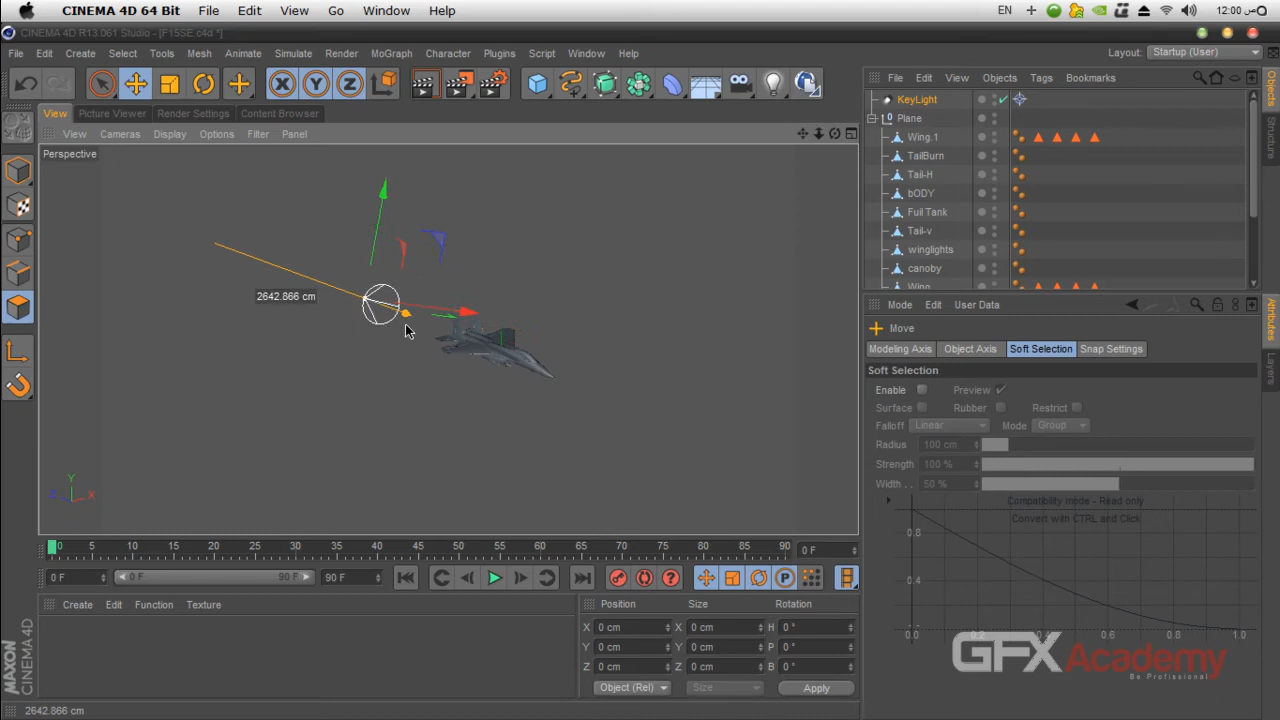 CINEMA 4D 64 Bit File Edit View Objects Window Help EN 12:00 ص
CINEMA 4D R13.061 Studio - [F15SE.c4d *]
File Edit Create Select Tools Mesh Animate Simulate Render MoGraph Character Plugins Script Window Help Layout: Startup (User)
View Picture Viewer Render Settings Content Browser
View Cameras Display Options Filter Panel
Perspective
2642.866 cm
Y
Z X
0 5 10 15 20 25 30 35 40 45 50 55 60 65 70 75 80 85 90 0 F
0 F 0 F 90 F 90 F
Create Edit Function Texture
Position Size Rotation
X 0 cm X 0 cm H 0 °
Y 0 cm Y 0 cm P 0 °
Z 0 cm Z 0 cm B 0 °
Object (Rel) Size Apply
MAXON
CINEMA 4D
2642.866 cm
File Edit View Objects Tags Bookmarks
KeyLight
Plane
Wing.1
TailBurn
Tail-H
bODY
Fuil Tank
Tail-v
winglights
canoby
Wing
Objects
Structure
Mode Edit User Data
Move
Modeling Axis Object Axis Soft Selection Snap Settings
Soft Selection
Enable Preview
Surface Rubber Restrict
Falloff Linear Mode Group
Radius 100 cm
Strength 100 %
Width . . 50 %
Compatibility mode - Read only
Convert with CTRL and Click
0.8
0.4
0.0 0.2 0.4 0.6 0.8 1.0
Attributes
Layers
GFXAcademy
Be Professional